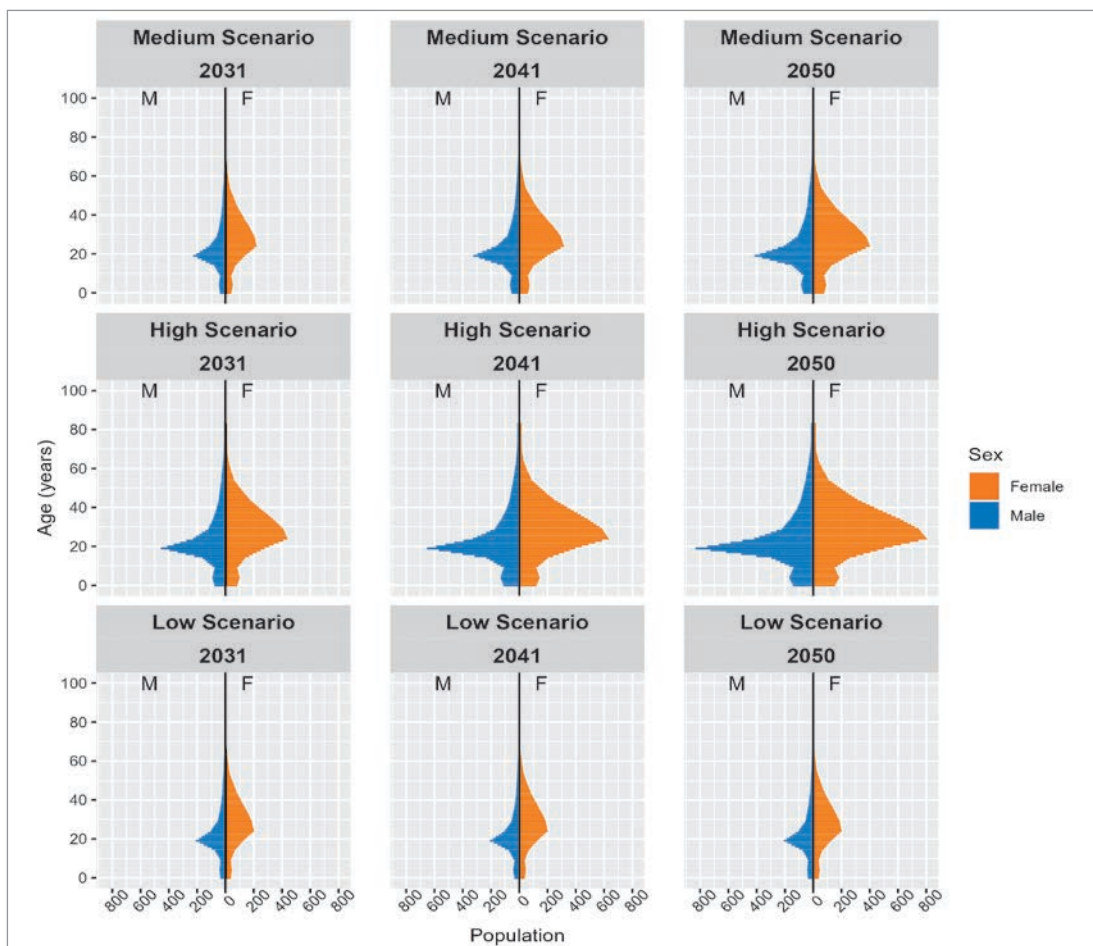 Medium Scenario Medium Scenario Medium Scenario
2031 2041 2050
100 M F M F M F
80
60
40
20
0
High Scenario High Scenario High Scenario
2031 2041 2050
100 M F M F M F
80
60
40
20
0
Age (years)
Low Scenario Low Scenario Low Scenario
2031 2041 2050
100 M F M F M F
80
60
40
20
0
800 600 400 200 0 200 400 600 800 800 600 400 200 0 200 400 600 800 800 600 400 200 0 200 400 600 800
Population
Sex
Female
Male